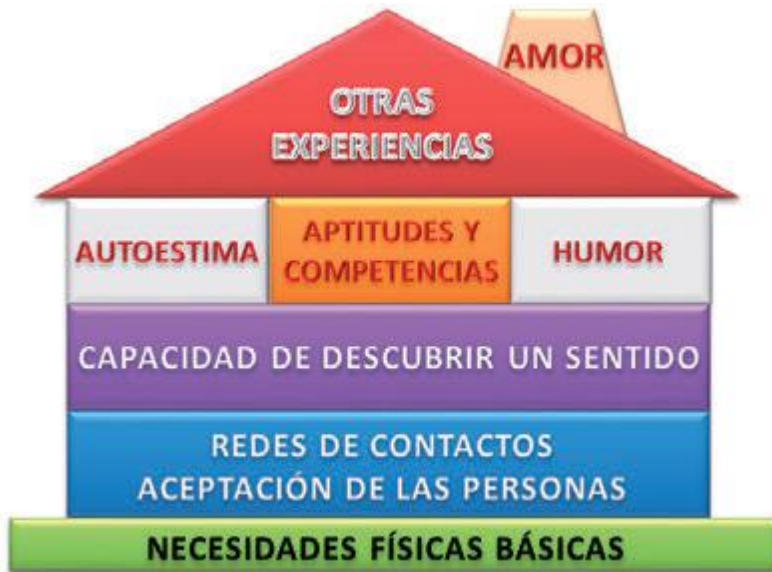 AMOR
OTRAS
EXPERIENCIAS
AUTOESTIMA
APTITUDES Y
COMPETENCIAS
HUMOR
CAPACIDAD DE DESCUBRIR UN SENTIDO
REDES DE CONTACTOS
ACEPTACIÓN DE LAS PERSONAS
NECESIDADES FÍSICAS BÁSICAS